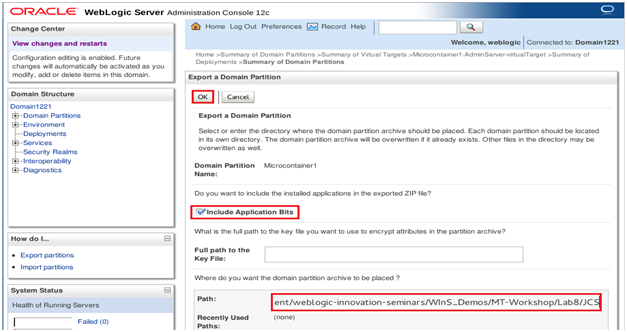 ORACLE WebLogic Server Administration Console 12c
Change Center
View changes and restarts
Configuration editing is enabled. Future
changes will automatically be activated as you
modify, add or delete items in this domain.
Domain Structure
Domain1221
Domain Partitions
Environment
Deployments
Services
Security Realms
Interoperability
Diagnostics
How do I...
Export partitions
Import partitions
System Status
Health of Running Servers
Failed (0)
Home Log Out Preferences Record Help
Welcome, weblogic Connected to: Domain1221
Home >Summary of Domain Partitions >Summary of Virtual Targets >Microcontainer1-AdminServer-virtualTarget >Summary of
Deployments >Summary of Domain Partitions
Export a Domain Partition
OK Cancel
Export a Domain Partition
Select or enter the directory where the domain partition archive should be placed. Each domain partition should be located
in its own directory. The domain partition archive will be overwritten if it already exists. Other files in the directory may be
overwritten as well.
Domain Partition Microcontainer1
Name:
Do you want to include the installed applications in the exported ZIP file?
Include Application Bits
What is the full path to the key file you want to use to encrypt attributes in the partition archive?
Full path to the
Key File:
Where do you want the domain partition archive to be placed ?
Path: ent/weblogic-innovation-seminars/WInS_Demos/MT-Workshop/Lab8/JCS
Recently Used (none)
Paths: